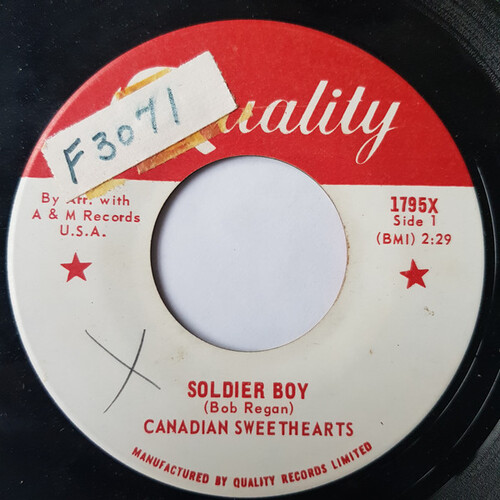 Quality
F3071
By Arr. with
A & M Records
U.S.A.
1795X
Side 1
(BMI) 2:29
X
SOLDIER BOY
(Bob Regan)
CANADIAN SWEETHEARTS
MANUFACTURED BY QUALITY RECORDS LIMITED